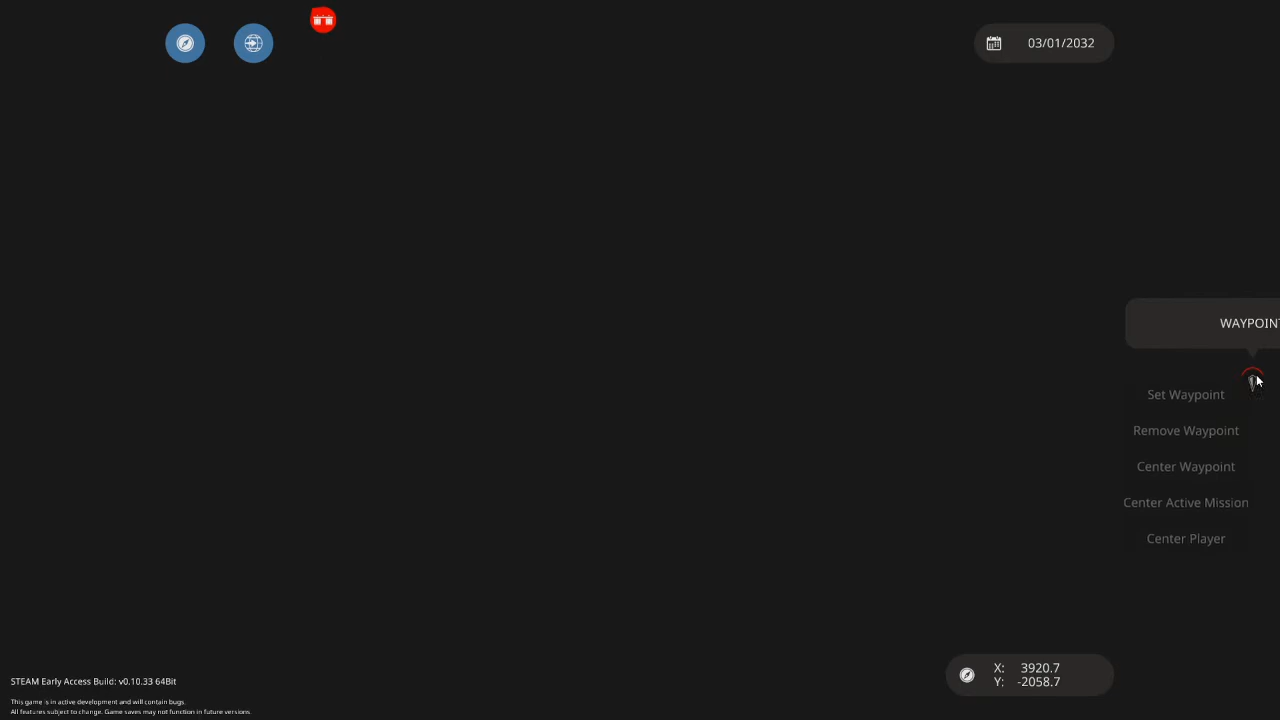 03/01/2032
WAYPOINT
Set Waypoint
Remove Waypoint
Center Waypoint
Center Active Mission
Center Player
X: 3920.7
Y: -2058.7
STEAM Early Access Build: v0.10.33 64Bit
This game is in active development and will contain bugs.
All features subject to change. Game saves may not function in future versions.